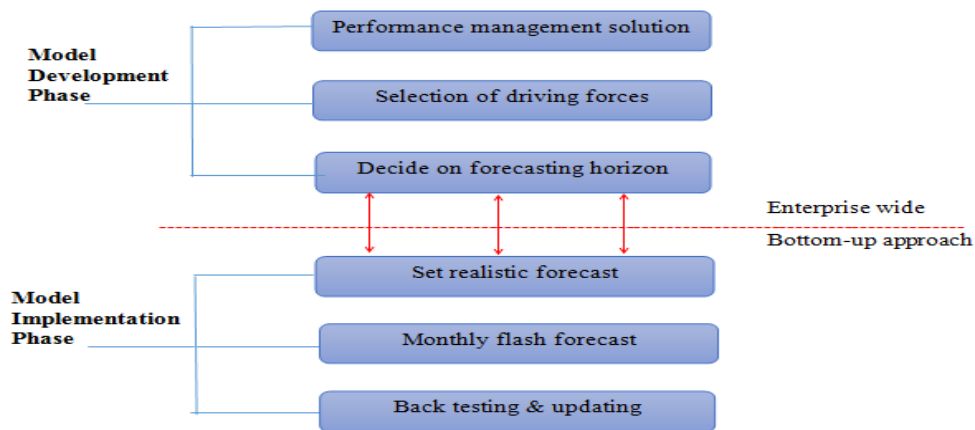 Performance management solution
Model
Development
Phase
Selection of driving forces
Decide on forecasting horizon
Enterprise wide
Bottom-up approach
Set realistic forecast
Model
Implementation
Phase
Monthly flash forecast
Back testing & updating